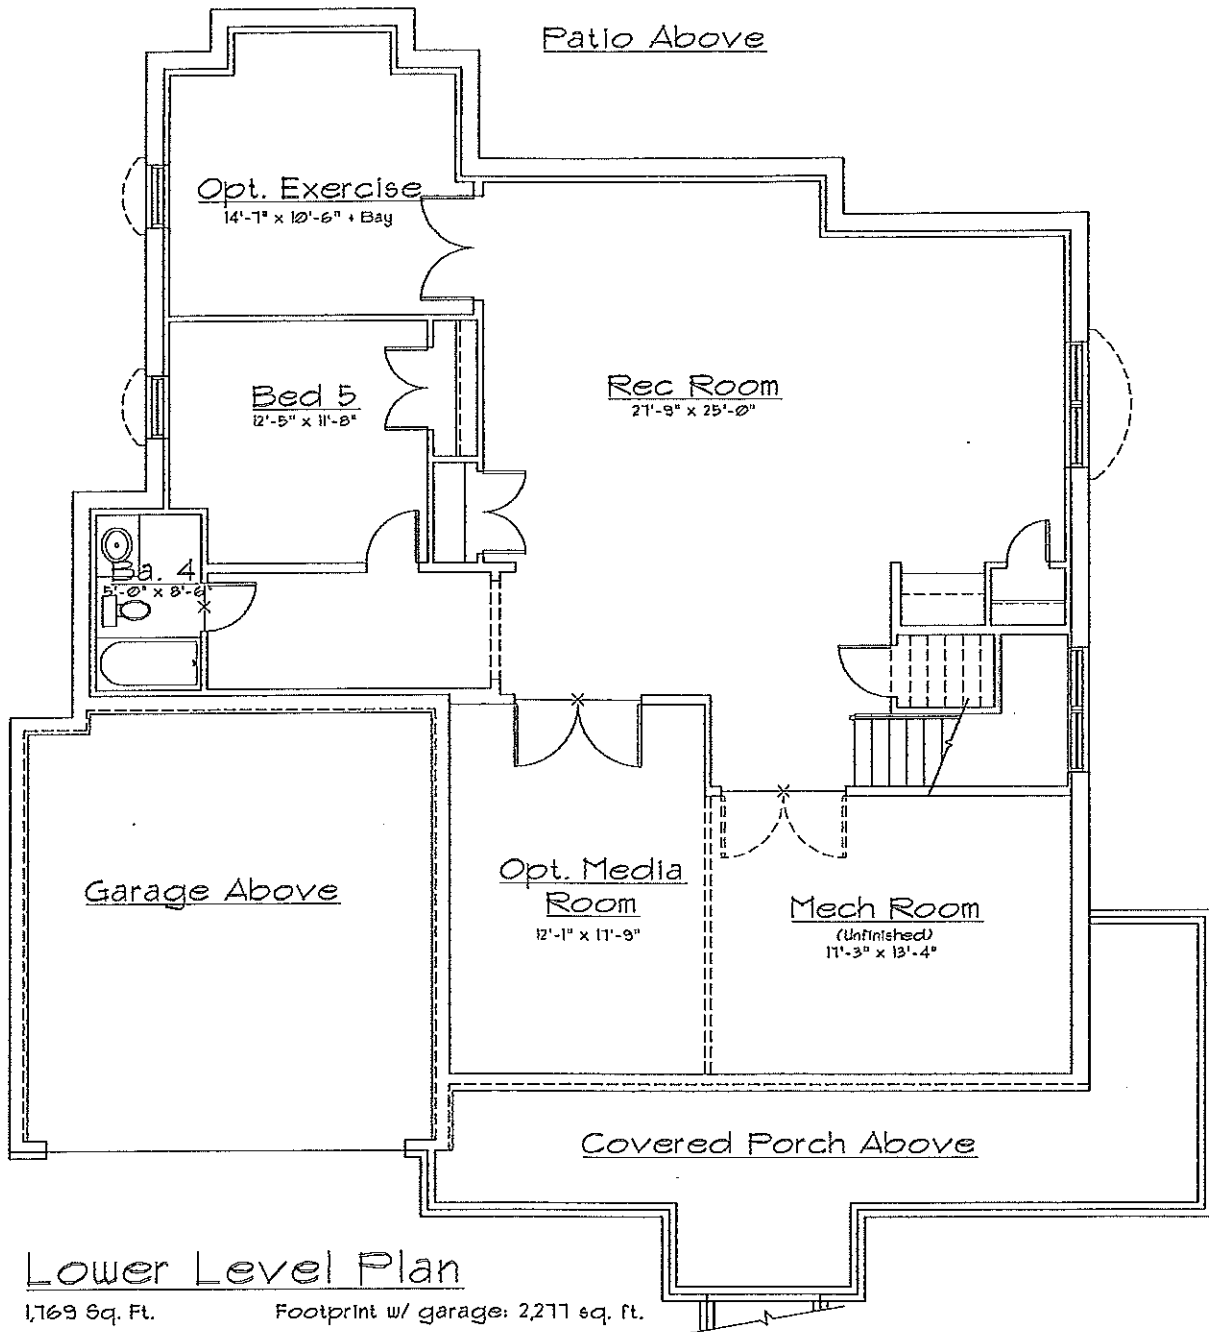 Patio Above
Opt. Exercise
14'-7" x 10'-6" + Bay
Bed 5
12'-5" x 11'-8"
Rec Room
27'-9" x 25'-0"
Ba. 4
5'-0" x 8'-6"
Garage Above
Opt. Media
Room
12'-1" x 17'-9"
Mech Room
(Unfinished)
17'-3" x 13'-4"
Covered Porch Above
Lower Level Plan
1,769 Sq. Ft.
Footprint w/ garage: 2,277 sq. ft.